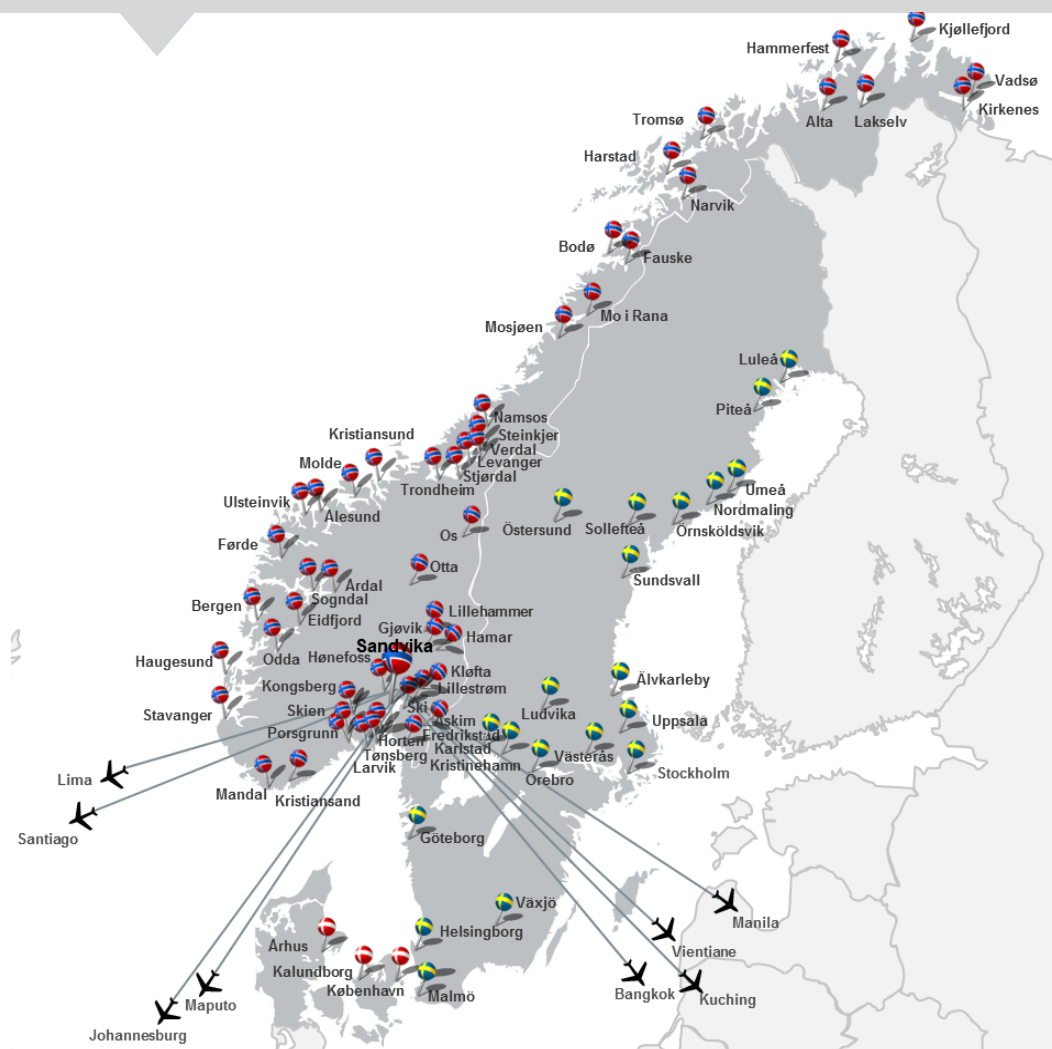 Kjøllefjord
Hammerfest
Vadsø
Kirkenes
Alta
Lakselv
Tromsø
Harstad
Narvik
Bodø
Fauske
Mo i Rana
Mosjøen
Luleå
Piteå
Namsos
Steinkjer
Verdal
Levanger
Stjørdal
Trondheim
Kristiansund
Molde
Ulsteinvik
Ålesund
Umeå
Nordmaling
Örnsköldsvik
Sollefteå
Östersund
Os
Førde
Sundsvall
Otta
Årdal
Sogndal
Bergen
Eidfjord
Lillehammer
Gjøvik
Hamar
Sandvika
Odda
Hønefoss
Haugesund
Kløfta
Lillestrøm
Älvkarleby
Kongsberg
Ski
Ludvika
Skien
Stavanger
Askim
Uppsala
Porsgrunn
Fredrikstad
Horten
Karlstad
Tønsberg
Kristinehamn
Västerås
Larvik
Örebro
Stockholm
Lima
Mandal
Kristiansand
Santiago
Göteborg
Växjö
Manila
Helsingborg
Århus
Vientiane
Kalundborg
København
Malmö
Bangkok
Kuching
Maputo
Johannesburg